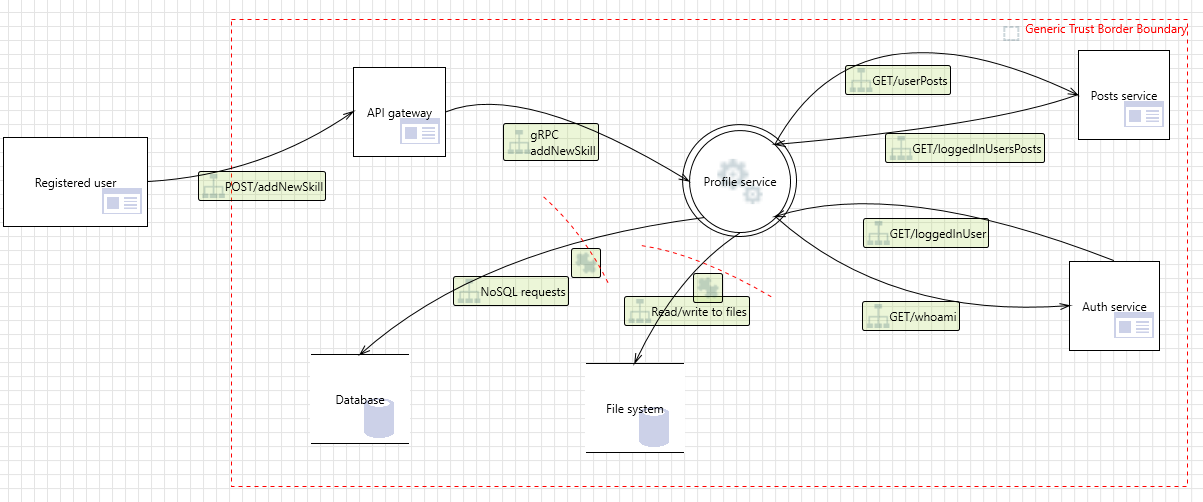 Generic Trust Border Boundary
GET/userPosts
Posts service
API gateway
gRPC
addNewSkill
GET/loggedInUsersPosts
Registered user
POST/addNewSkill
Profile service
GET/loggedInUser
NoSQL requests
Read/write to files
GET/whoami
Auth service
Database
File system